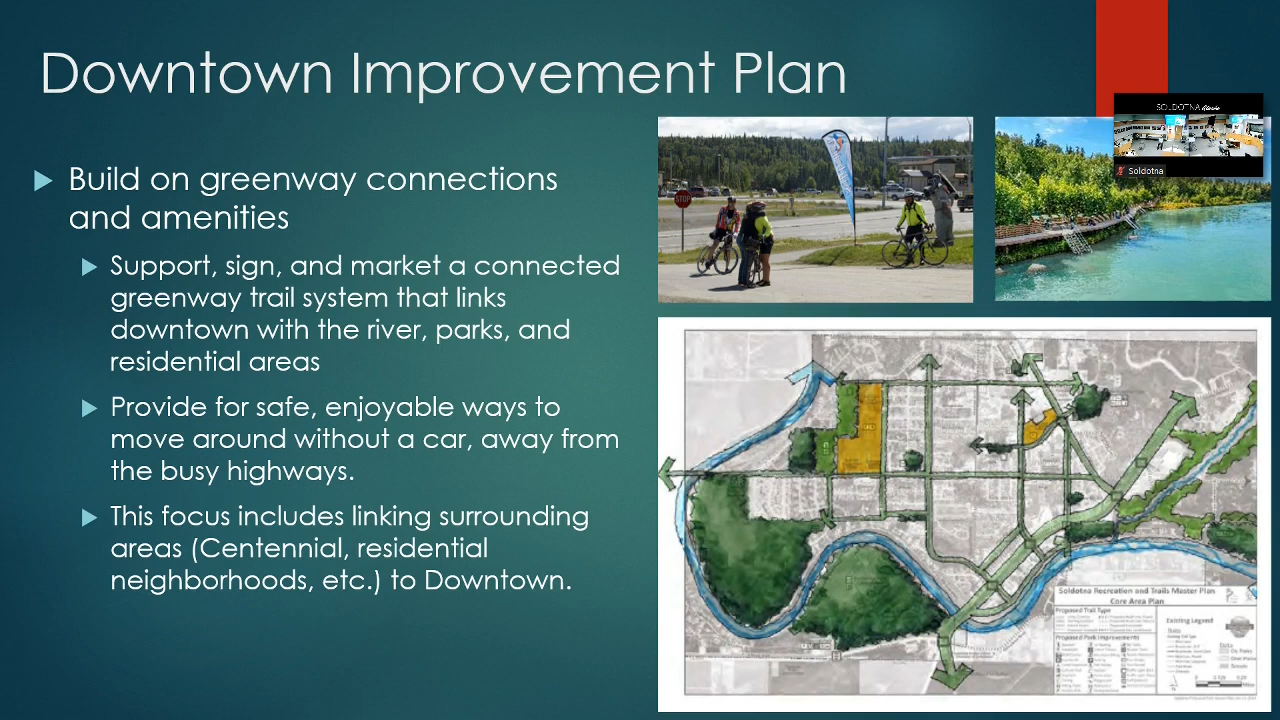 Downtown Improvement Plan
Build on greenway connections
and amenities
Support, sign, and market a connected
greenway trail system that links
downtown with the river, parks, and
residential areas
Provide for safe, enjoyable ways to
move around without a car, away from
the busy highways.
This focus includes linking surrounding
areas (Centennial, residential
neighborhoods, etc.) to Downtown.
STOP
SOLDOTNA
Soldotna
Soldotna Recreation and Trails Master Plan
Core Area Plan
Proposed Trail Type
Proposed Park Improvements
Existing Legend